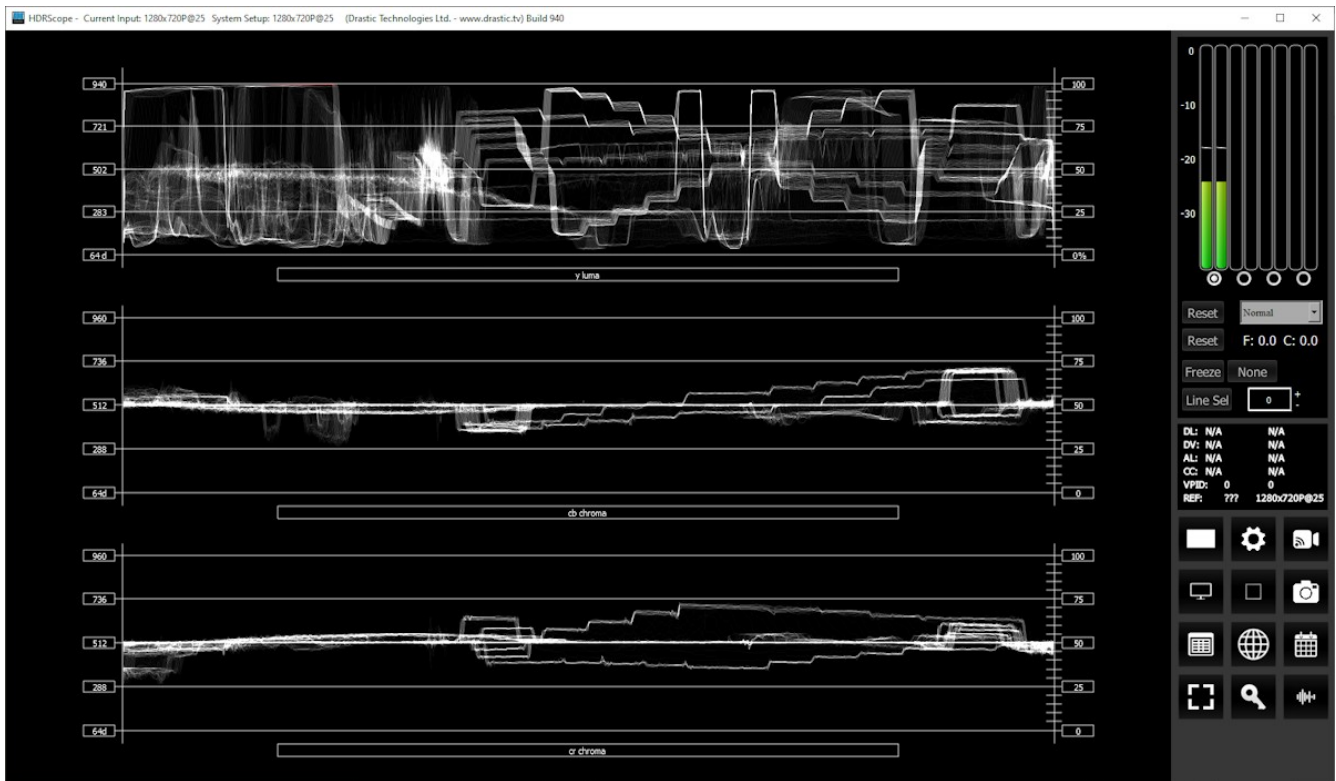 HDRScope - Current Input: 1280x720P@25 System Setup: 1280x720P@25 (Drastic Technologies Ltd. - www.drastic.tv) Build 940
940 100
721 75
502 50
283 25
64d 0%
y luma
960 100
736 75
512 50
288 25
64d 0
cb chroma
960 100
736 75
512 50
288 25
64d 0
cr chroma
0
-10
-20
-30
Reset Normal
Reset F: 0.0 C: 0.0
Freeze None
Line Sel 0 + -
DL: N/A N/A
DV: N/A N/A
AL: N/A N/A
CC: N/A N/A
VPID: 0 0
REF: ??? 1280x720P@25